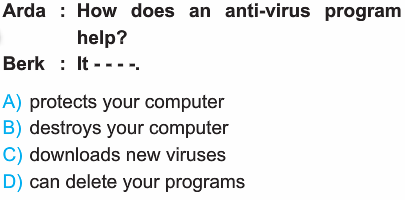 Arda : How does an anti-virus program
help?
Berk : It - - - -.
A) protects your computer
B) destroys your computer
C) downloads new viruses
D) can delete your programs